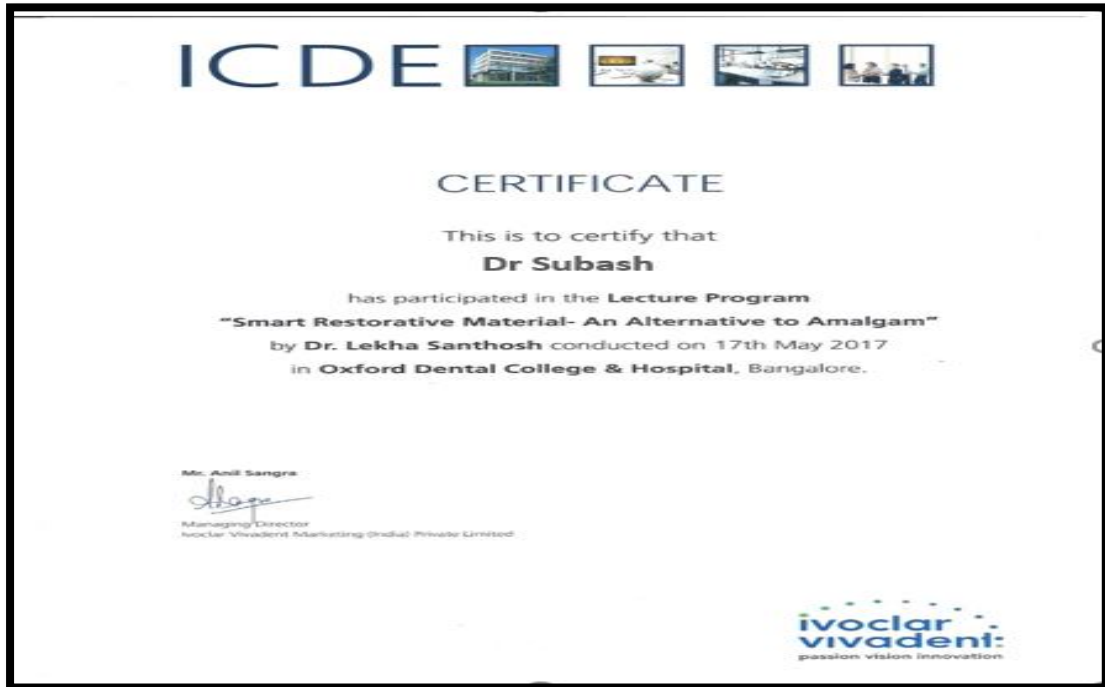 ICDE
CERTIFICATE
This is to certify that
Dr Subash
has participated in the Lecture Program
"Smart Restorative Material- An Alternative to Amalgam"
by Dr. Lekha Santhosh conducted on 17th May 2017
in Oxford Dental College & Hospital, Bangalore.
Mr. Anil Sangra
Managing Director
Ivoclar Vivadent Marketing (India) Private Limited
ivoclar
vivadent:
passion vision innovation